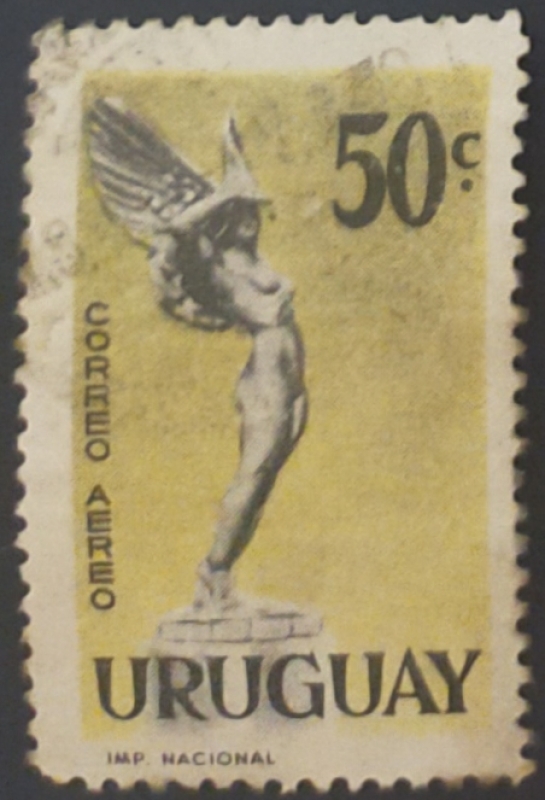 50c.
CORREO AEREO
URUGUAY
IMP. NACIONAL